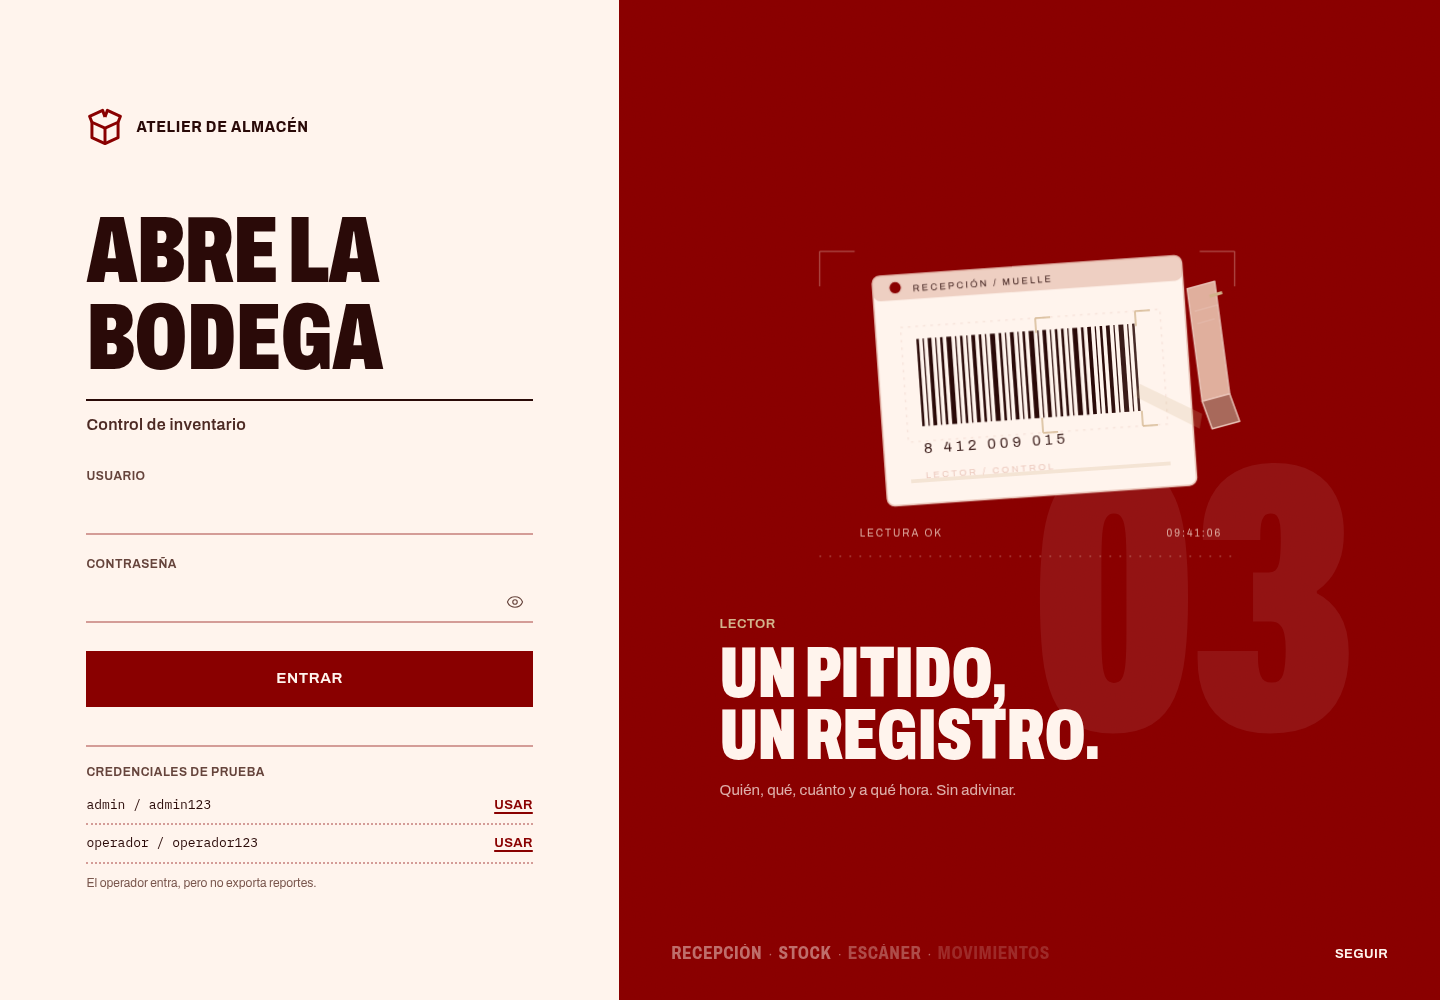 ATELIER DE ALMACÉN
ABRE LA
BODEGA
Control de inventario
USUARIO
CONTRASEÑA
ENTRAR
CREDENCIALES DE PRUEBA
admin / admin123 USAR
operador / operador123 USAR
El operador entra, pero no exporta reportes.
RECEPCIÓN / MUELLE
8 412 009 015
LECTOR / CONTROL
LECTURA OK 09:41:06
03
LECTOR
UN PITIDO,
UN REGISTRO.
Quién, qué, cuánto y a qué hora. Sin adivinar.
RECEPCIÓN · STOCK · ESCÁNER · MOVIMIENTOS SEGUIR